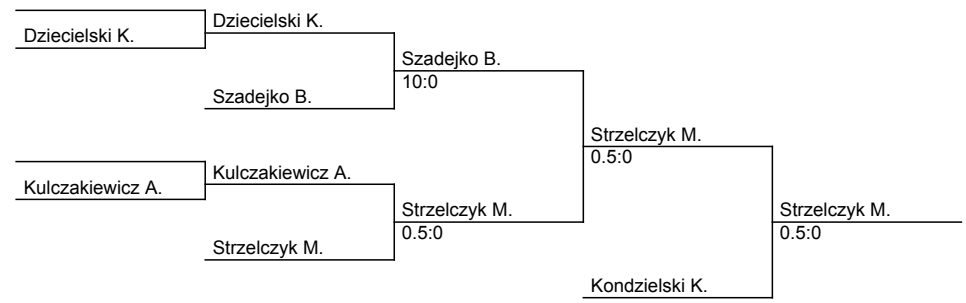 Dziecielski K.
Dziecielski K.
Szadejko B.
Szadejko B.
10:0
Kulczakiewicz A.
Kulczakiewicz A.
Strzelczyk M.
Strzelczyk M.
0.5:0
Strzelczyk M.
0.5:0
Kondzielski K.
Strzelczyk M.
0.5:0